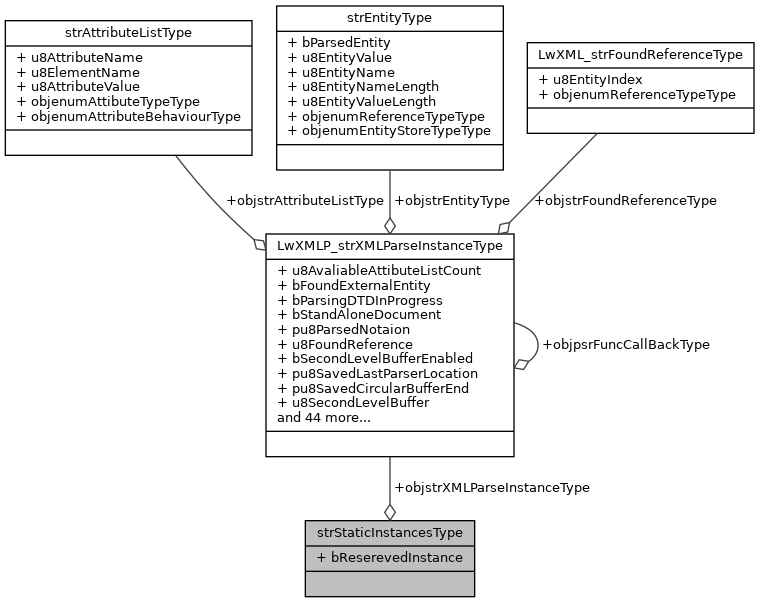 strAttributeListType
+ u8AttributeName
+ u8ElementName
+ u8AttributeValue
+ objenumAttibuteTypeType
+ objenumAttributeBehaviourType
strEntityType
+ bParsedEntity
+ u8EntityValue
+ u8EntityName
+ u8EntityNameLength
+ u8EntityValueLength
+ objenumReferenceTypeType
+ objenumEntityStoreTypeType
LwXML_strFoundReferenceType
+ u8EntityIndex
+ objenumReferenceTypeType
+objstrAttributeListType
+objstrEntityType
+objstrFoundReferenceType
LwXMLP_strXMLParseInstanceType
+ u8AvaliableAttibuteListCount
+ bFoundExternalEntity
+ bParsingDTDInProgress
+ bStandAloneDocument
+ pu8ParsedNotaion
+ u8FoundReference
+ bSecondLevelBufferEnabled
+ pu8SavedLastParserLocation
+ pu8SavedCircularBufferEnd
+ u8SecondLevelBuffer
and 44 more...
+objpsrFuncCallBackType
+objstrXMLParseInstanceType
strStaticInstancesType
+ bReserevedInstance